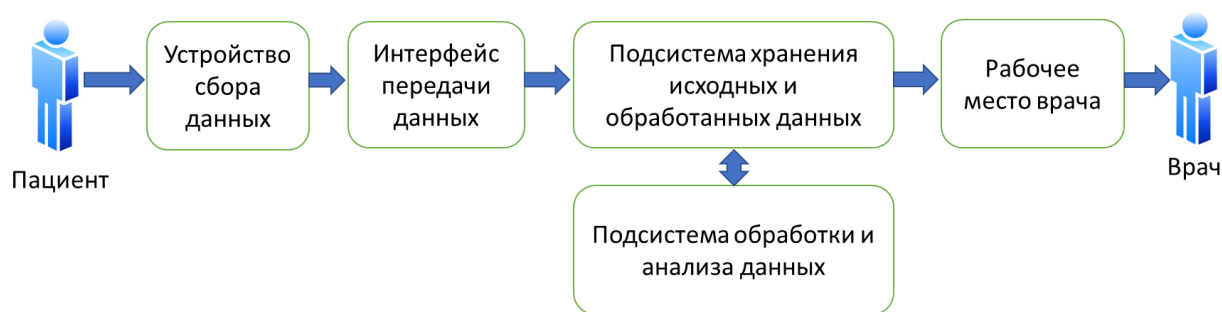 Пациент
Устройство
сбора
данных
Интерфейс
передачи
данных
Подсистема хранения
исходных и
обработанных данных
Рабочее
место врача
Врач
Подсистема обработки и
анализа данных